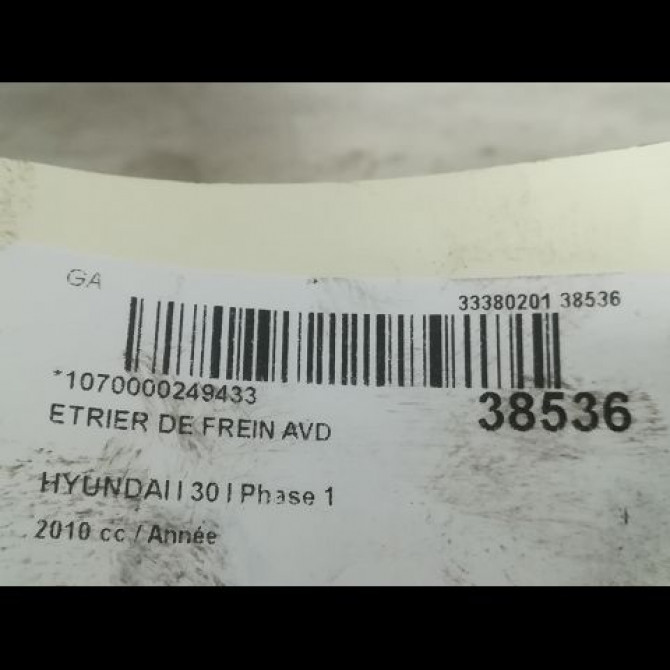 GA
33380201 38536
*1070000249433
38536
ETRIER DE FREIN AVD
HYUNDAI I 30 I Phase 1
2010 cc / Année